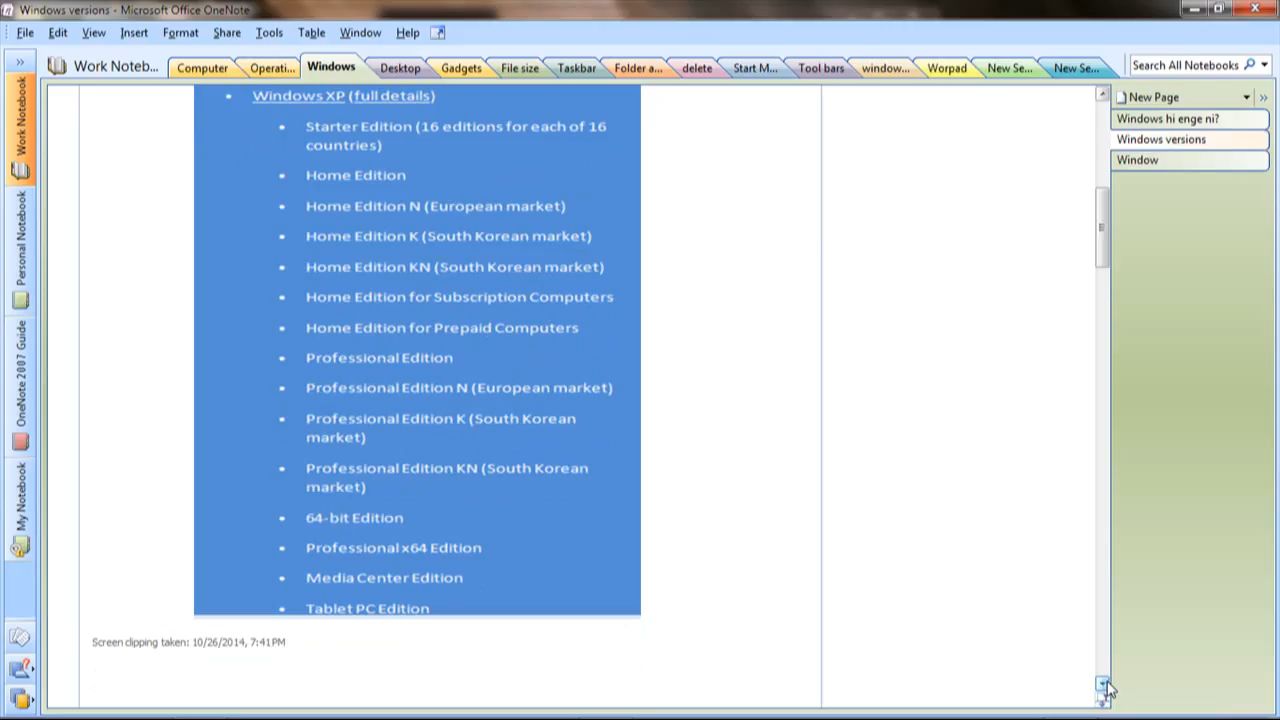 Windows versions - Microsoft Office OneNote
File Edit View Insert Format Share Tools Table Window Help
Work Noteb... Computer Operati... Windows Desktop Gadgets File size Taskbar Folder a... delete Start M... Tool bars window... Worpad New Se... New Se... Search All Notebooks
New Page
Windows hi enge ni?
Windows versions
Window
Work Notebook
Personal Notebook
OneNote 2007 Guide
My Notebook
• Windows XP (full details)
• Starter Edition (16 editions for each of 16
countries)
• Home Edition
• Home Edition N (European market)
• Home Edition K (South Korean market)
• Home Edition KN (South Korean market)
• Home Edition for Subscription Computers
• Home Edition for Prepaid Computers
• Professional Edition
• Professional Edition N (European market)
• Professional Edition K (South Korean
market)
• Professional Edition KN (South Korean
market)
• 64-bit Edition
• Professional x64 Edition
• Media Center Edition
• Tablet PC Edition
Screen clipping taken: 10/26/2014, 7:41 PM